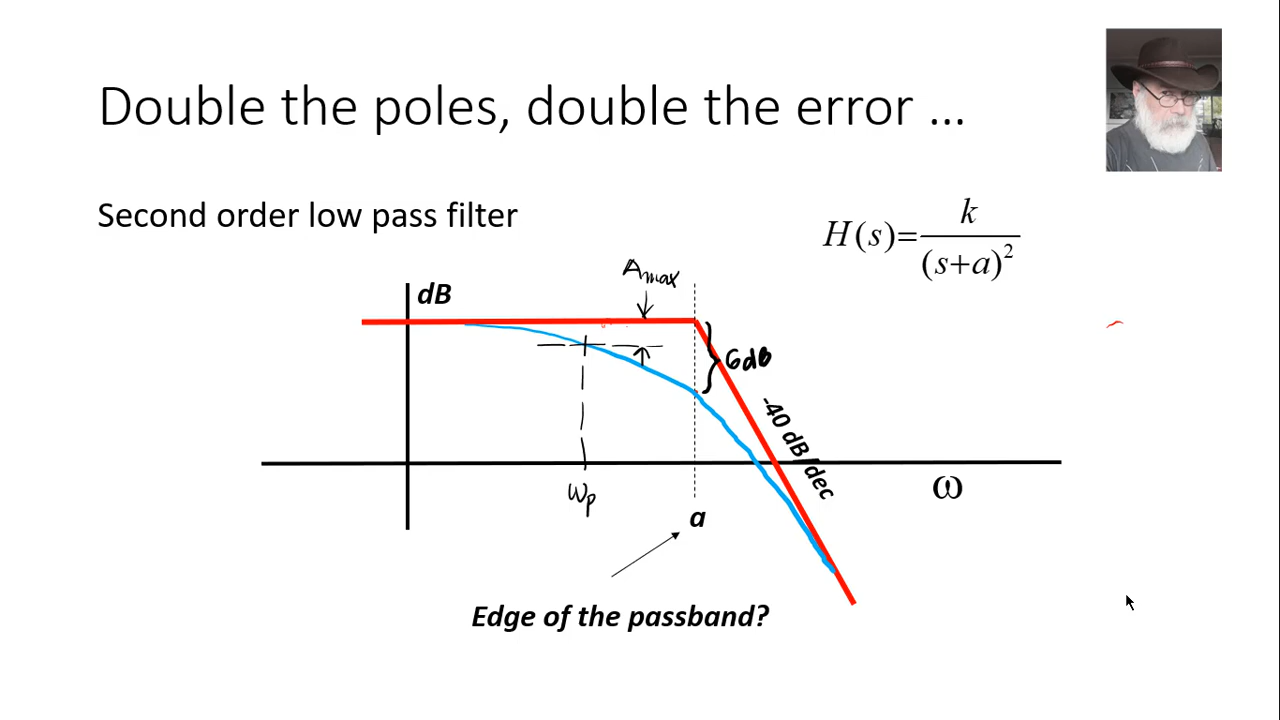 Double the poles, double the error ...
Second order low pass filter
H(s)=k/(s+a)²
Amax
dB
6dB
-40 dB/dec
ωp
ω
a
Edge of the passband?